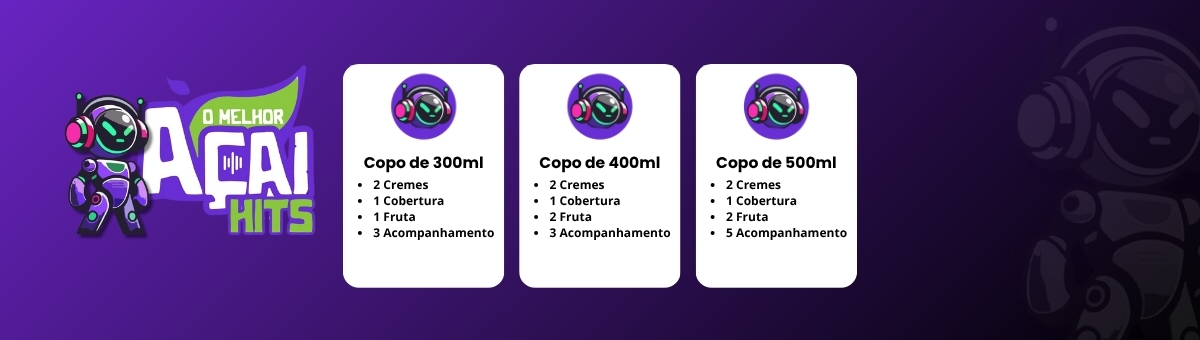 O MELHOR
AÇAI
HITS
Copo de 300ml
• 2 Cremes
• 1 Cobertura
• 1 Fruta
• 3 Acompanhamento
Copo de 400ml
• 2 Cremes
• 1 Cobertura
• 2 Fruta
• 3 Acompanhamento
Copo de 500ml
• 2 Cremes
• 1 Cobertura
• 2 Fruta
• 5 Acompanhamento